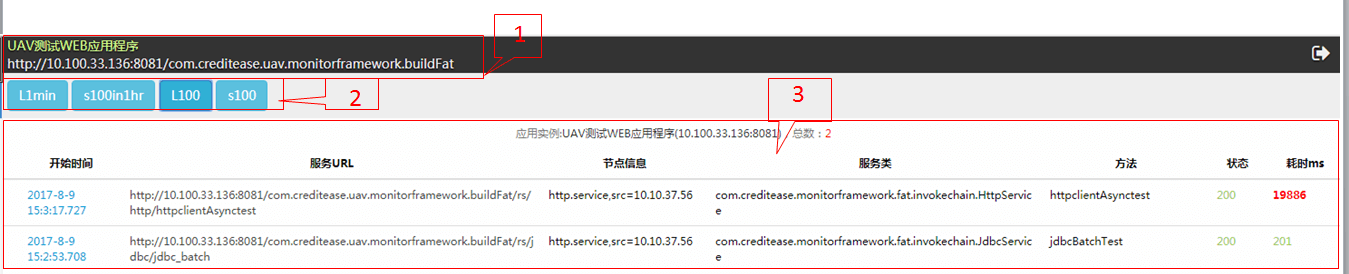 1
UAV测试WEB应用程序
http://10.100.33.136:8081/com.creditease.uav.monitorframework.buildFat
L1min s100in1hr L100 s100 2
3
应用实例:UAV测试WEB应用程序(10.100.33.136:8081) 总数：2
开始时间 服务URL 节点信息 服务类 方法 状态 耗时ms
2017-8-9 http://10.100.33.136:8081/com.creditease.uav.monitorframework.buildFat/rs/ http.service,src=10.10.37.56 com.creditease.monitorframework.fat.invokechain.HttpServic httpclientAsynctest 200 19886
15:3:17.727 http/httpclientAsynctest e
2017-8-9 http://10.100.33.136:8081/com.creditease.uav.monitorframework.buildFat/rs/j http.service,src=10.10.37.56 com.creditease.monitorframework.fat.invokechain.JdbcServic jdbcBatchTest 200 201
15:2:53.708 dbc/jdbc_batch e